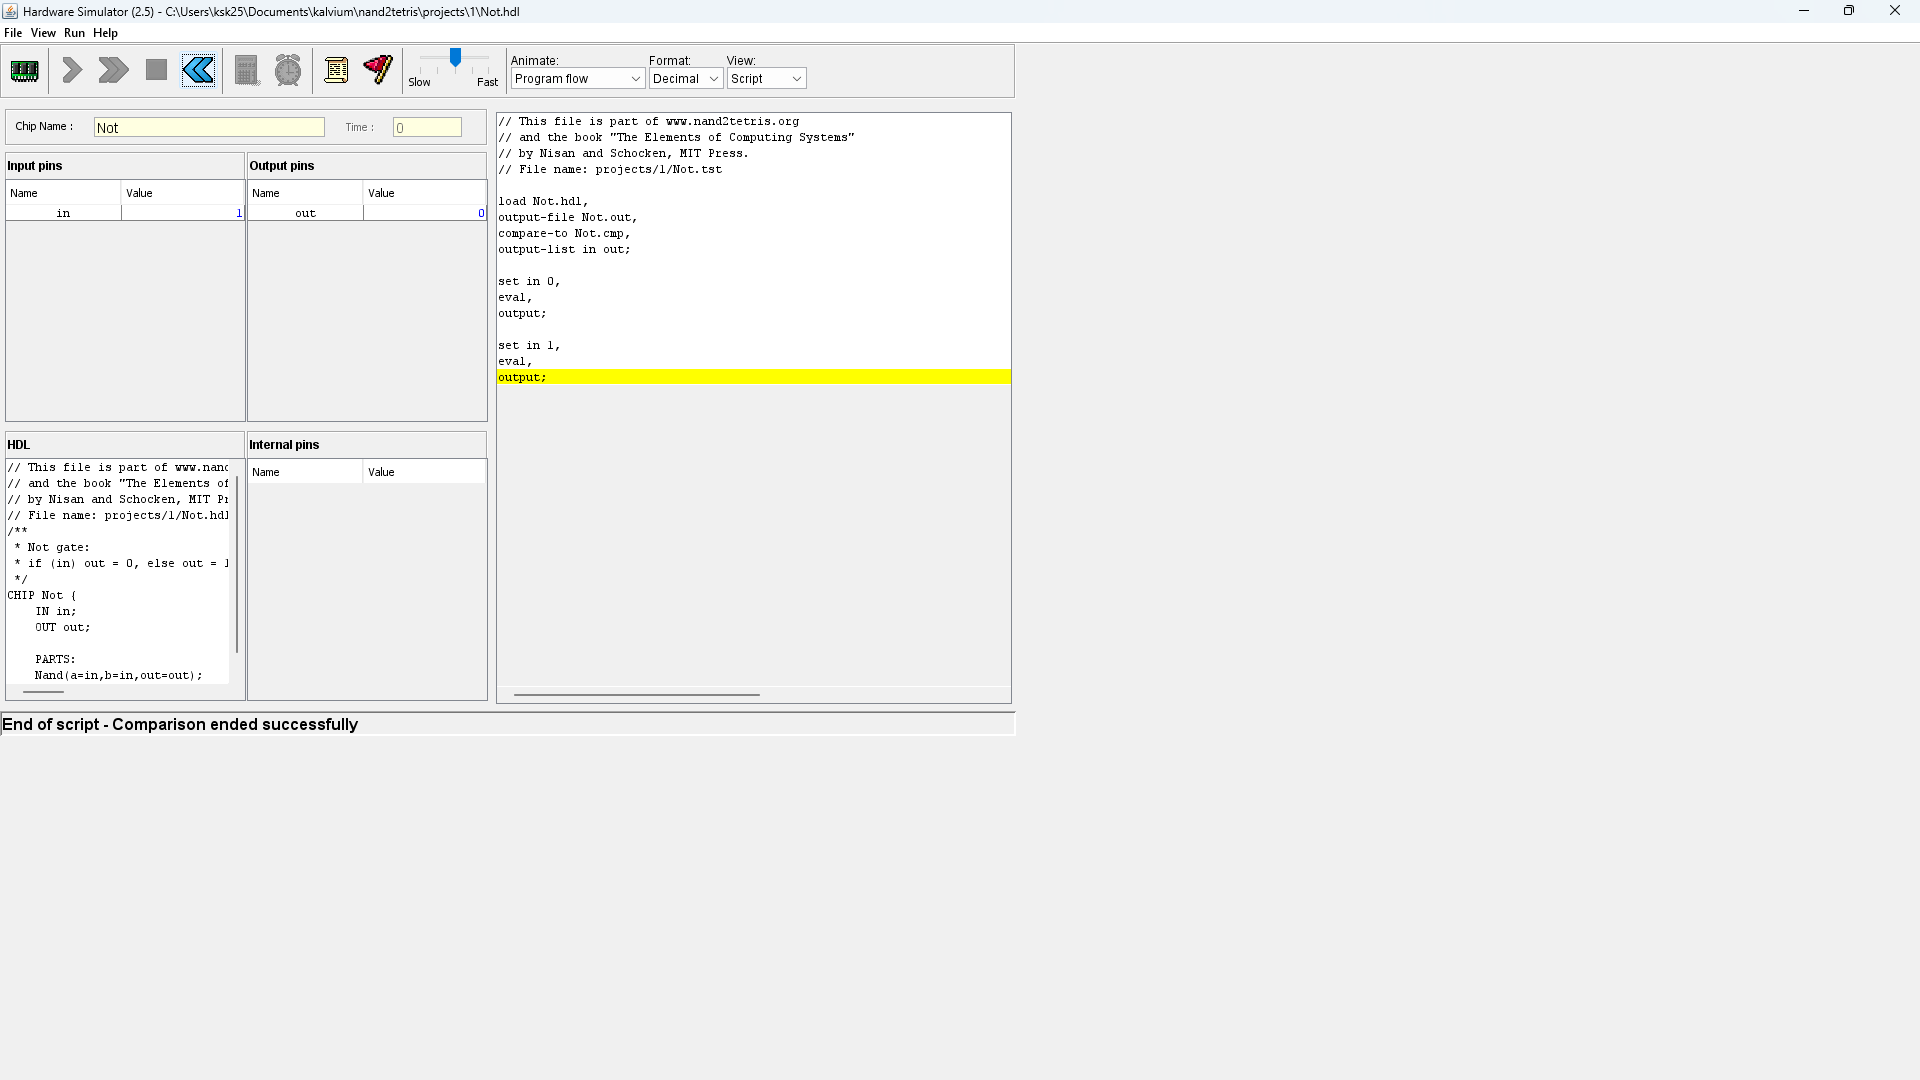 Hardware Simulator (2.5) - C:\Users\ksk25\Documents\kalvium\nand2tetris\projects\1\Not.hdl
File View Run Help
Slow Fast
Animate: Format: View:
Program flow Decimal Script
Chip Name : Not Time : 0
Input pins Output pins
Name Value Name Value
in 1 out 0
HDL Internal pins
Name Value
// This file is part of www.nand
// and the book "The Elements of
// by Nisan and Schocken, MIT Pr
// File name: projects/1/Not.hdl
/**
* Not gate:
* if (in) out = 0, else out = 1
*/
CHIP Not {
IN in;
OUT out;
PARTS:
Nand(a=in,b=in,out=out);
// This file is part of www.nand2tetris.org
// and the book "The Elements of Computing Systems"
// by Nisan and Schocken, MIT Press.
// File name: projects/1/Not.tst
load Not.hdl,
output-file Not.out,
compare-to Not.cmp,
output-list in out;
set in 0,
eval,
output;
set in 1,
eval,
output;
End of script - Comparison ended successfully